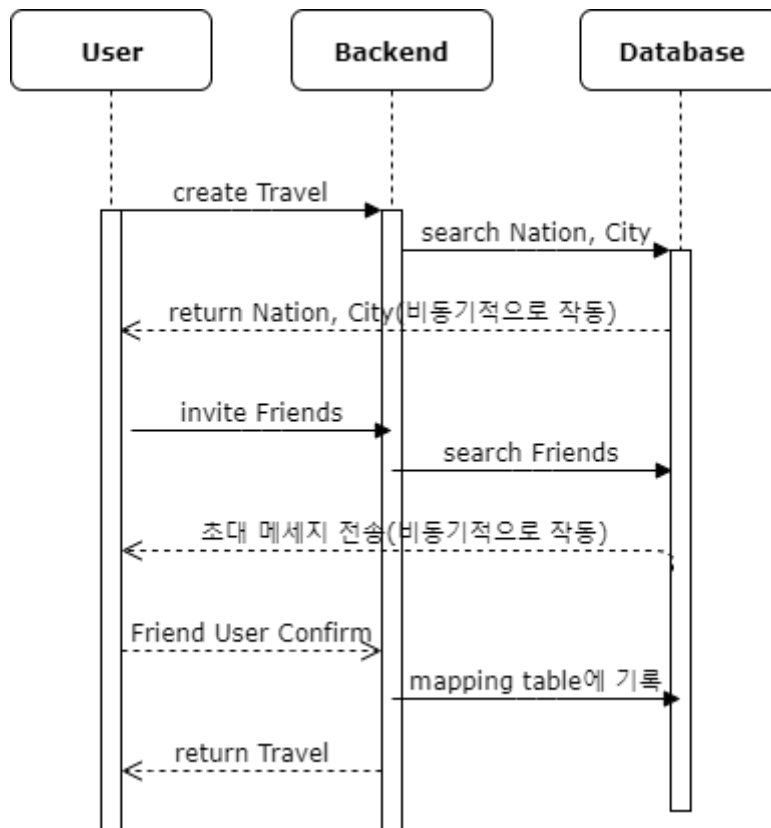 User
Backend
Database
create Travel
search Nation, City
return Nation, City(비동기적으로 작동)
invite Friends
search Friends
초대 메세지 전송(비동기적으로 작동)
Friend User Confirm
mapping table에 기록
return Travel